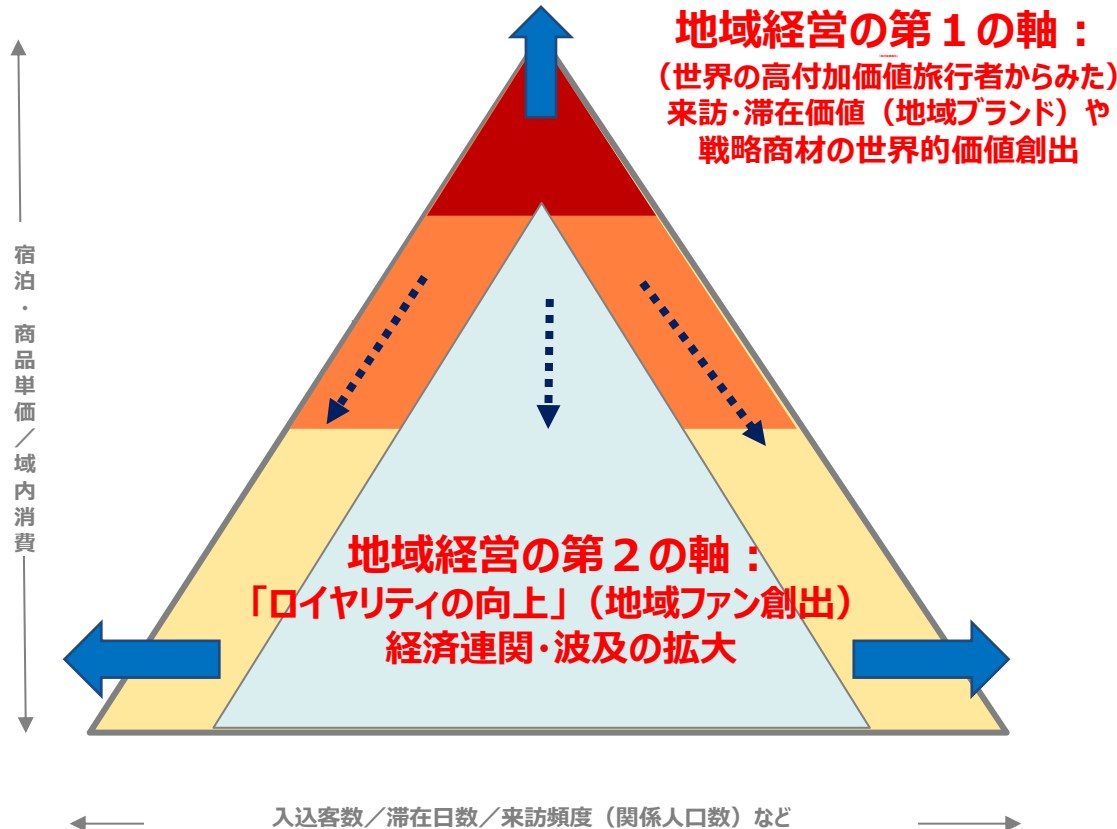 地域経営の第１の軸：
（世界の高付加価値旅行者からみた）
来訪・滞在価値（地域ブランド）や
戦略商材の世界的価値創出
宿泊・商品単価／域内消費
地域経営の第２の軸：
「ロイヤリティの向上」（地域ファン創出）
経済連関・波及の拡大
入込客数／滞在日数／来訪頻度（関係人口数）など